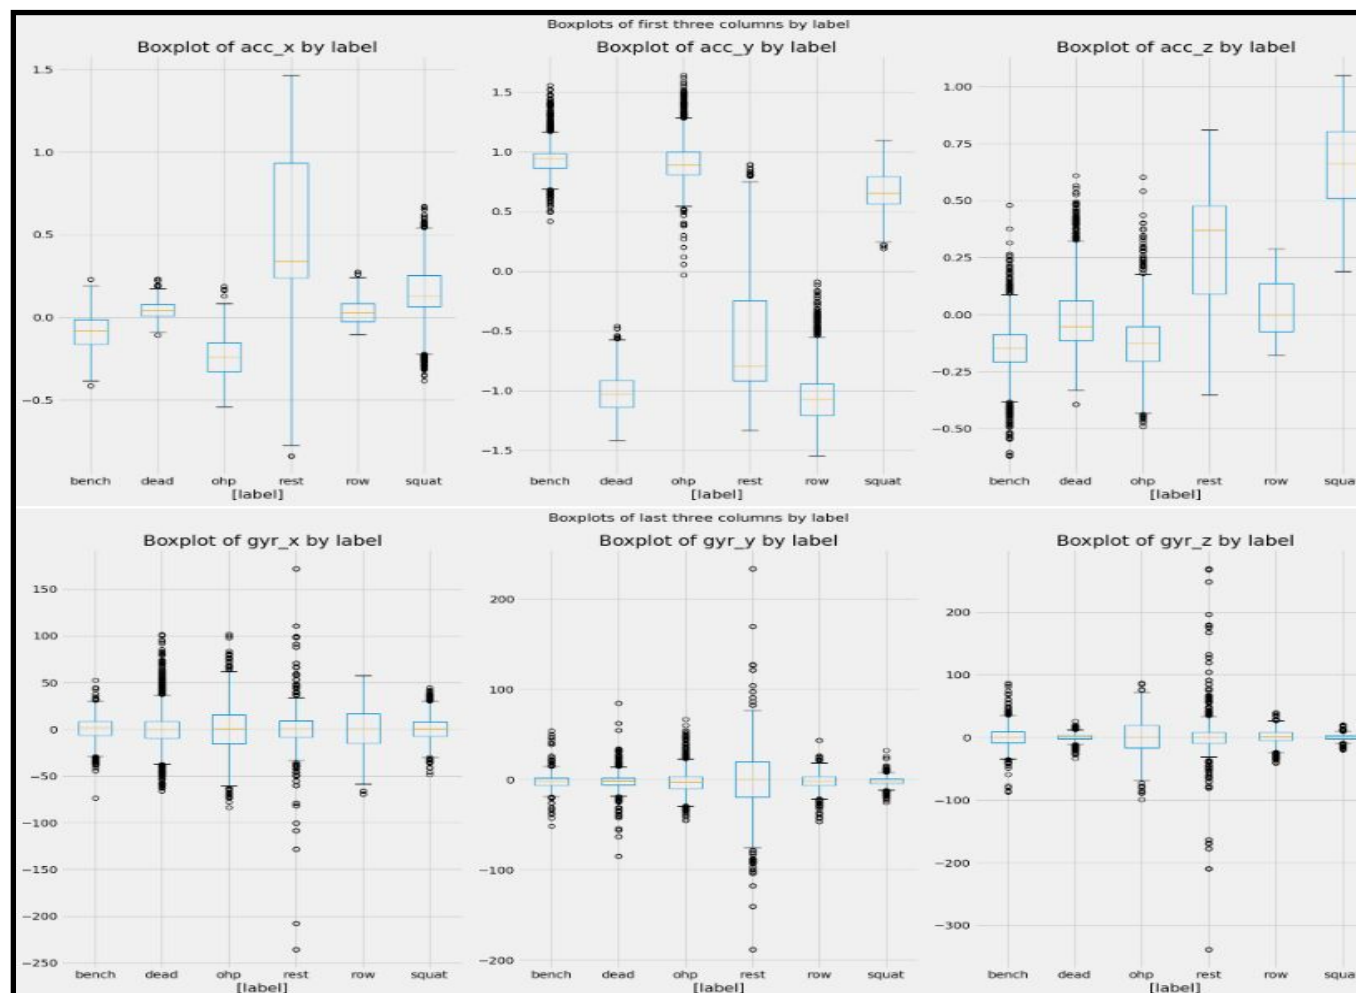 Boxplots of first three columns by label
Boxplot of acc_x by label
1.5
1.0
0.5
0.0
−0.5
bench dead ohp rest row squat
[label]
Boxplot of acc_y by label
1.5
1.0
0.5
0.0
−0.5
−1.0
−1.5
bench dead ohp rest row squat
[label]
Boxplot of acc_z by label
1.00
0.75
0.50
0.25
0.00
−0.25
−0.50
bench dead ohp rest row squa
[label]
Boxplots of last three columns by label
Boxplot of gyr_x by label
150
100
50
0
−50
−100
−150
−200
−250
bench dead ohp rest row squat
[label]
Boxplot of gyr_y by label
200
100
0
−100
−200
bench dead ohp rest row squat
[label]
Boxplot of gyr_z by label
200
100
0
−100
−200
−300
bench dead ohp rest row squa
[label]